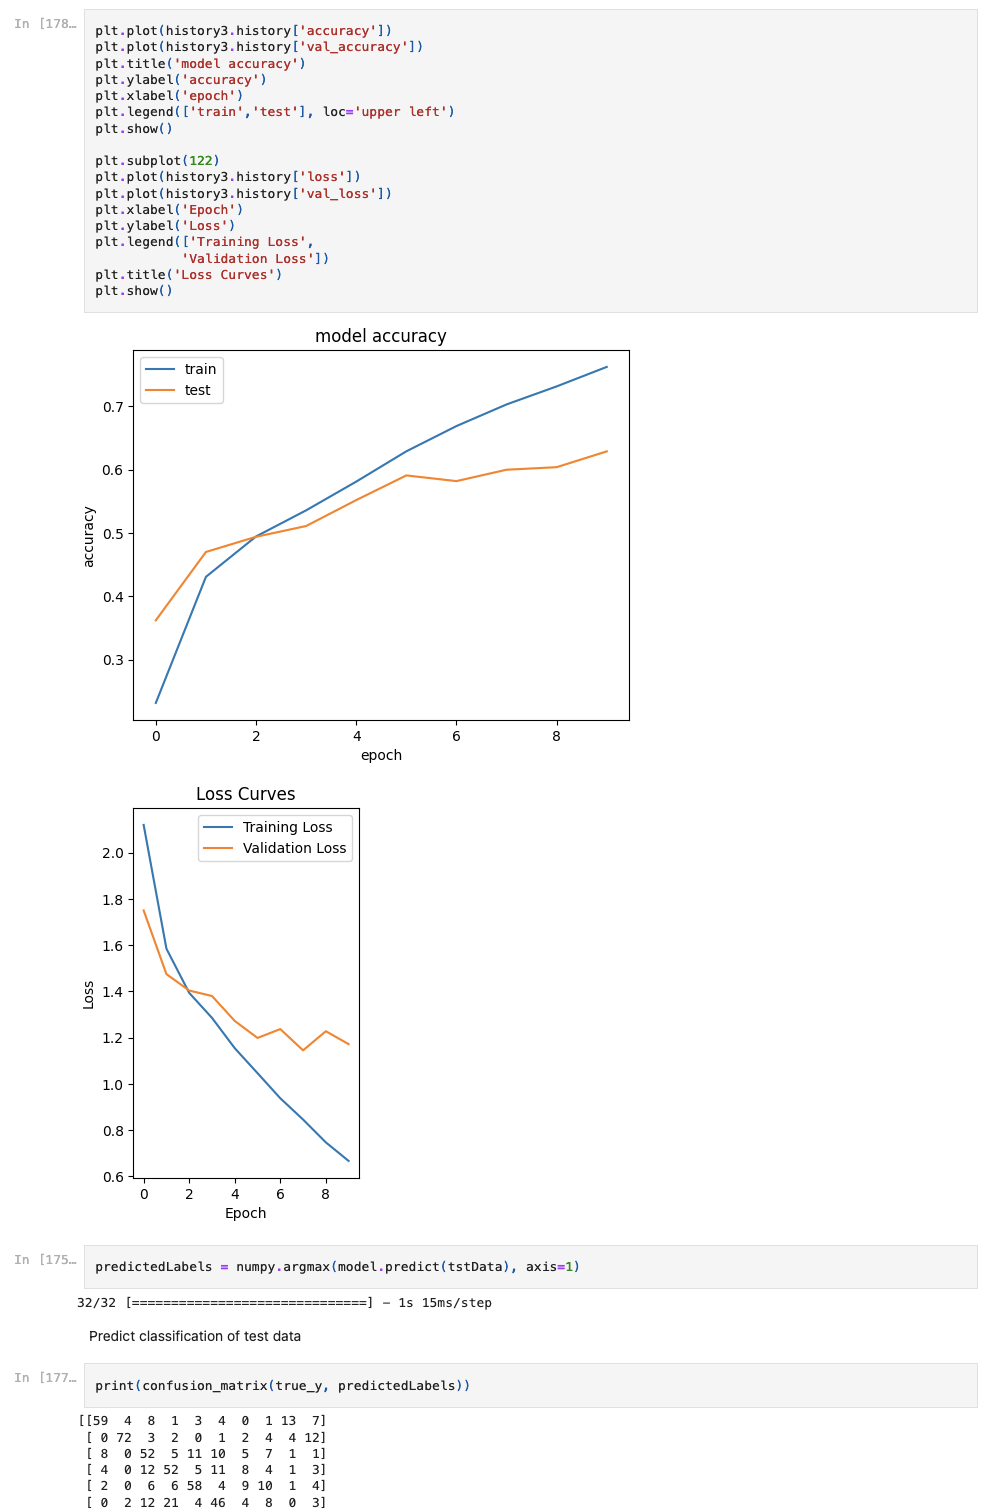 In [178…
plt.plot(history3.history['accuracy'])
plt.plot(history3.history['val_accuracy'])
plt.title('model accuracy')
plt.ylabel('accuracy')
plt.xlabel('epoch')
plt.legend(['train','test'], loc='upper left')
plt.show()
plt.subplot(122)
plt.plot(history3.history['loss'])
plt.plot(history3.history['val_loss'])
plt.xlabel('Epoch')
plt.ylabel('Loss')
plt.legend(['Training Loss',
'Validation Loss'])
plt.title('Loss Curves')
plt.show()
model accuracy
train
test
0.7
0.6
0.5
0.4
0.3
accuracy
0 2 4 6 8
epoch
Loss Curves
Training Loss
Validation Loss
2.0
1.8
1.6
1.4
1.2
1.0
0.8
0.6
Loss
0 2 4 6 8
Epoch
In [175…
predictedLabels = numpy.argmax(model.predict(tstData), axis=1)
32/32 [==============================] – 1s 15ms/step
Predict classification of test data
In [177…
print(confusion_matrix(true_y, predictedLabels))
[[59  4  8  1  3  4  0  1 13  7]
[ 0 72  3  2  0  1  2  4  4 12]
[ 8  0 52  5 11 10  5  7  1  1]
[ 4  0 12 52  5 11  8  4  1  3]
[ 2  0  6  6 58  4  9 10  1  4]
[ 0  2 12 21  4 46  4  8  0  3]